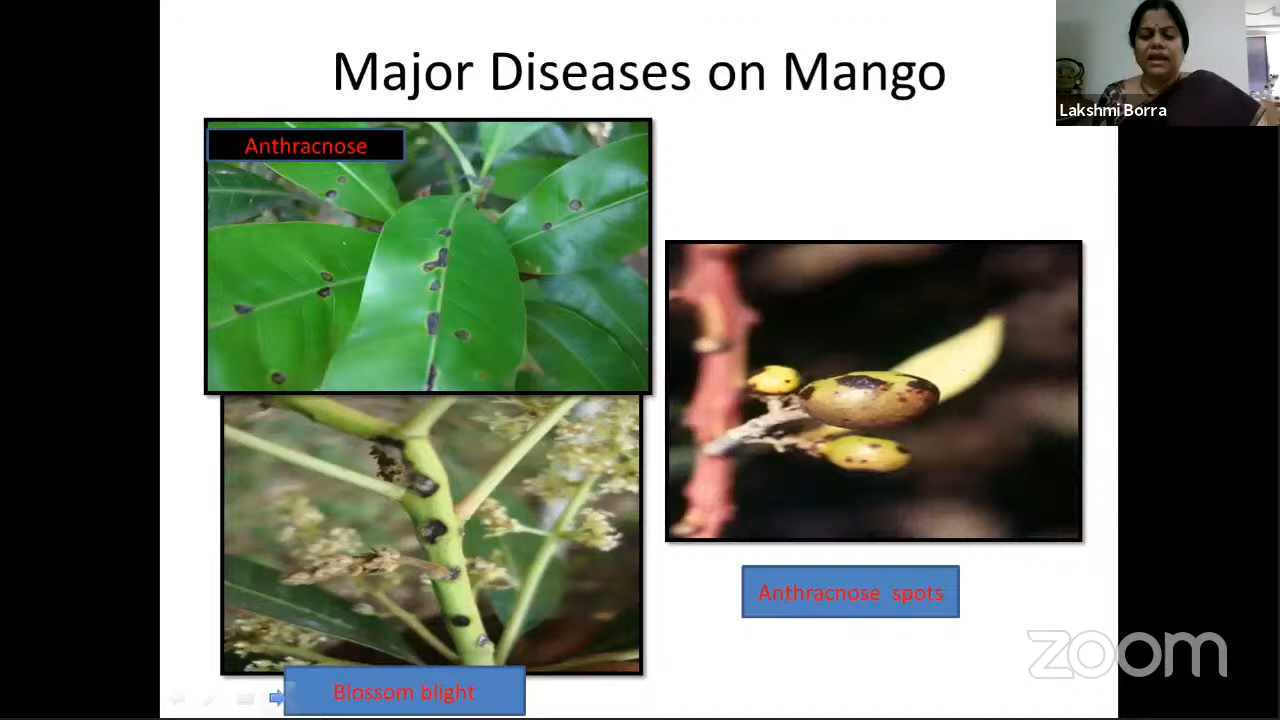 Major Diseases on Mango
Lakshmi Borra
Anthracnose
Anthracnose spots
Blossom blight
zoom